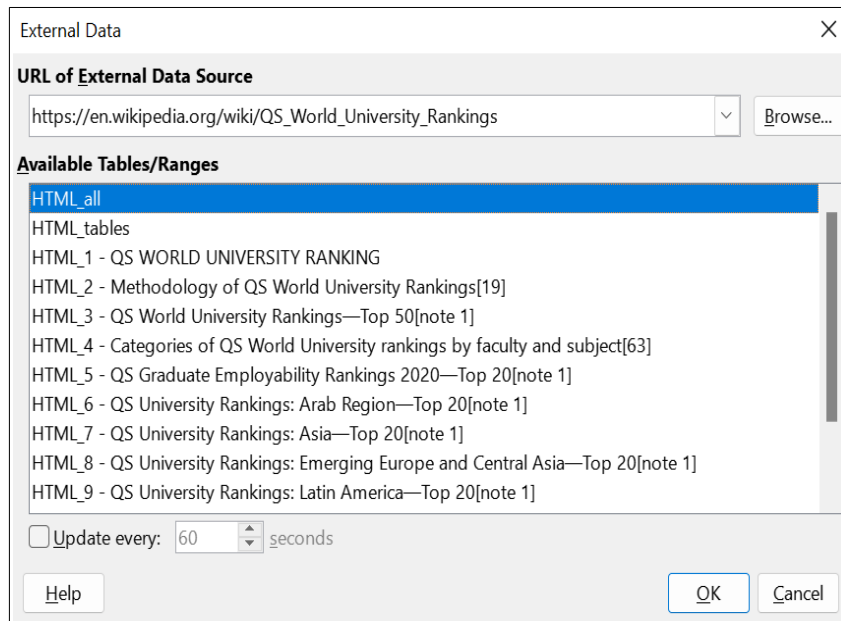 External Data
URL of External Data Source
https://en.wikipedia.org/wiki/QS_World_University_Rankings
Browse...
Available Tables/Ranges
HTML_all
HTML_tables
HTML_1 - QS WORLD UNIVERSITY RANKING
HTML_2 - Methodology of QS World University Rankings[19]
HTML_3 - QS World University Rankings—Top 50[note 1]
HTML_4 - Categories of QS World University rankings by faculty and subject[63]
HTML_5 - QS Graduate Employability Rankings 2020—Top 20[note 1]
HTML_6 - QS University Rankings: Arab Region—Top 20[note 1]
HTML_7 - QS University Rankings: Asia—Top 20[note 1]
HTML_8 - QS University Rankings: Emerging Europe and Central Asia—Top 20[note 1]
HTML_9 - QS University Rankings: Latin America—Top 20[note 1]
Update every: 60 seconds
Help OK Cancel